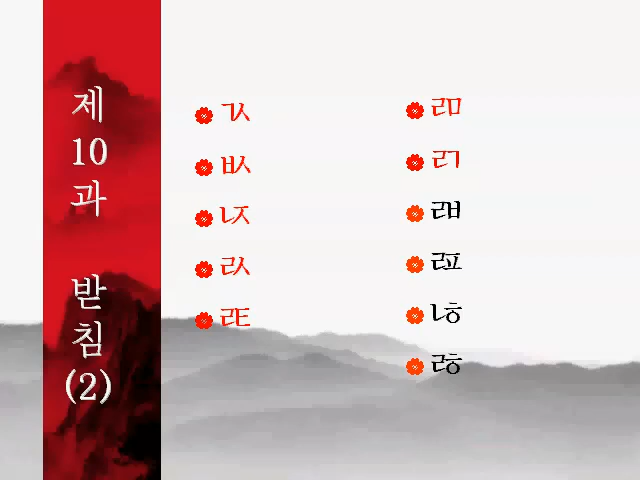 제
10
과
받
침
(2)
ㄳ
ㅄ
ㄵ
ㄽ
ㄾ
ㄻ
ㄺ
ㄼ
ㄿ
ㄶ
ㅀ